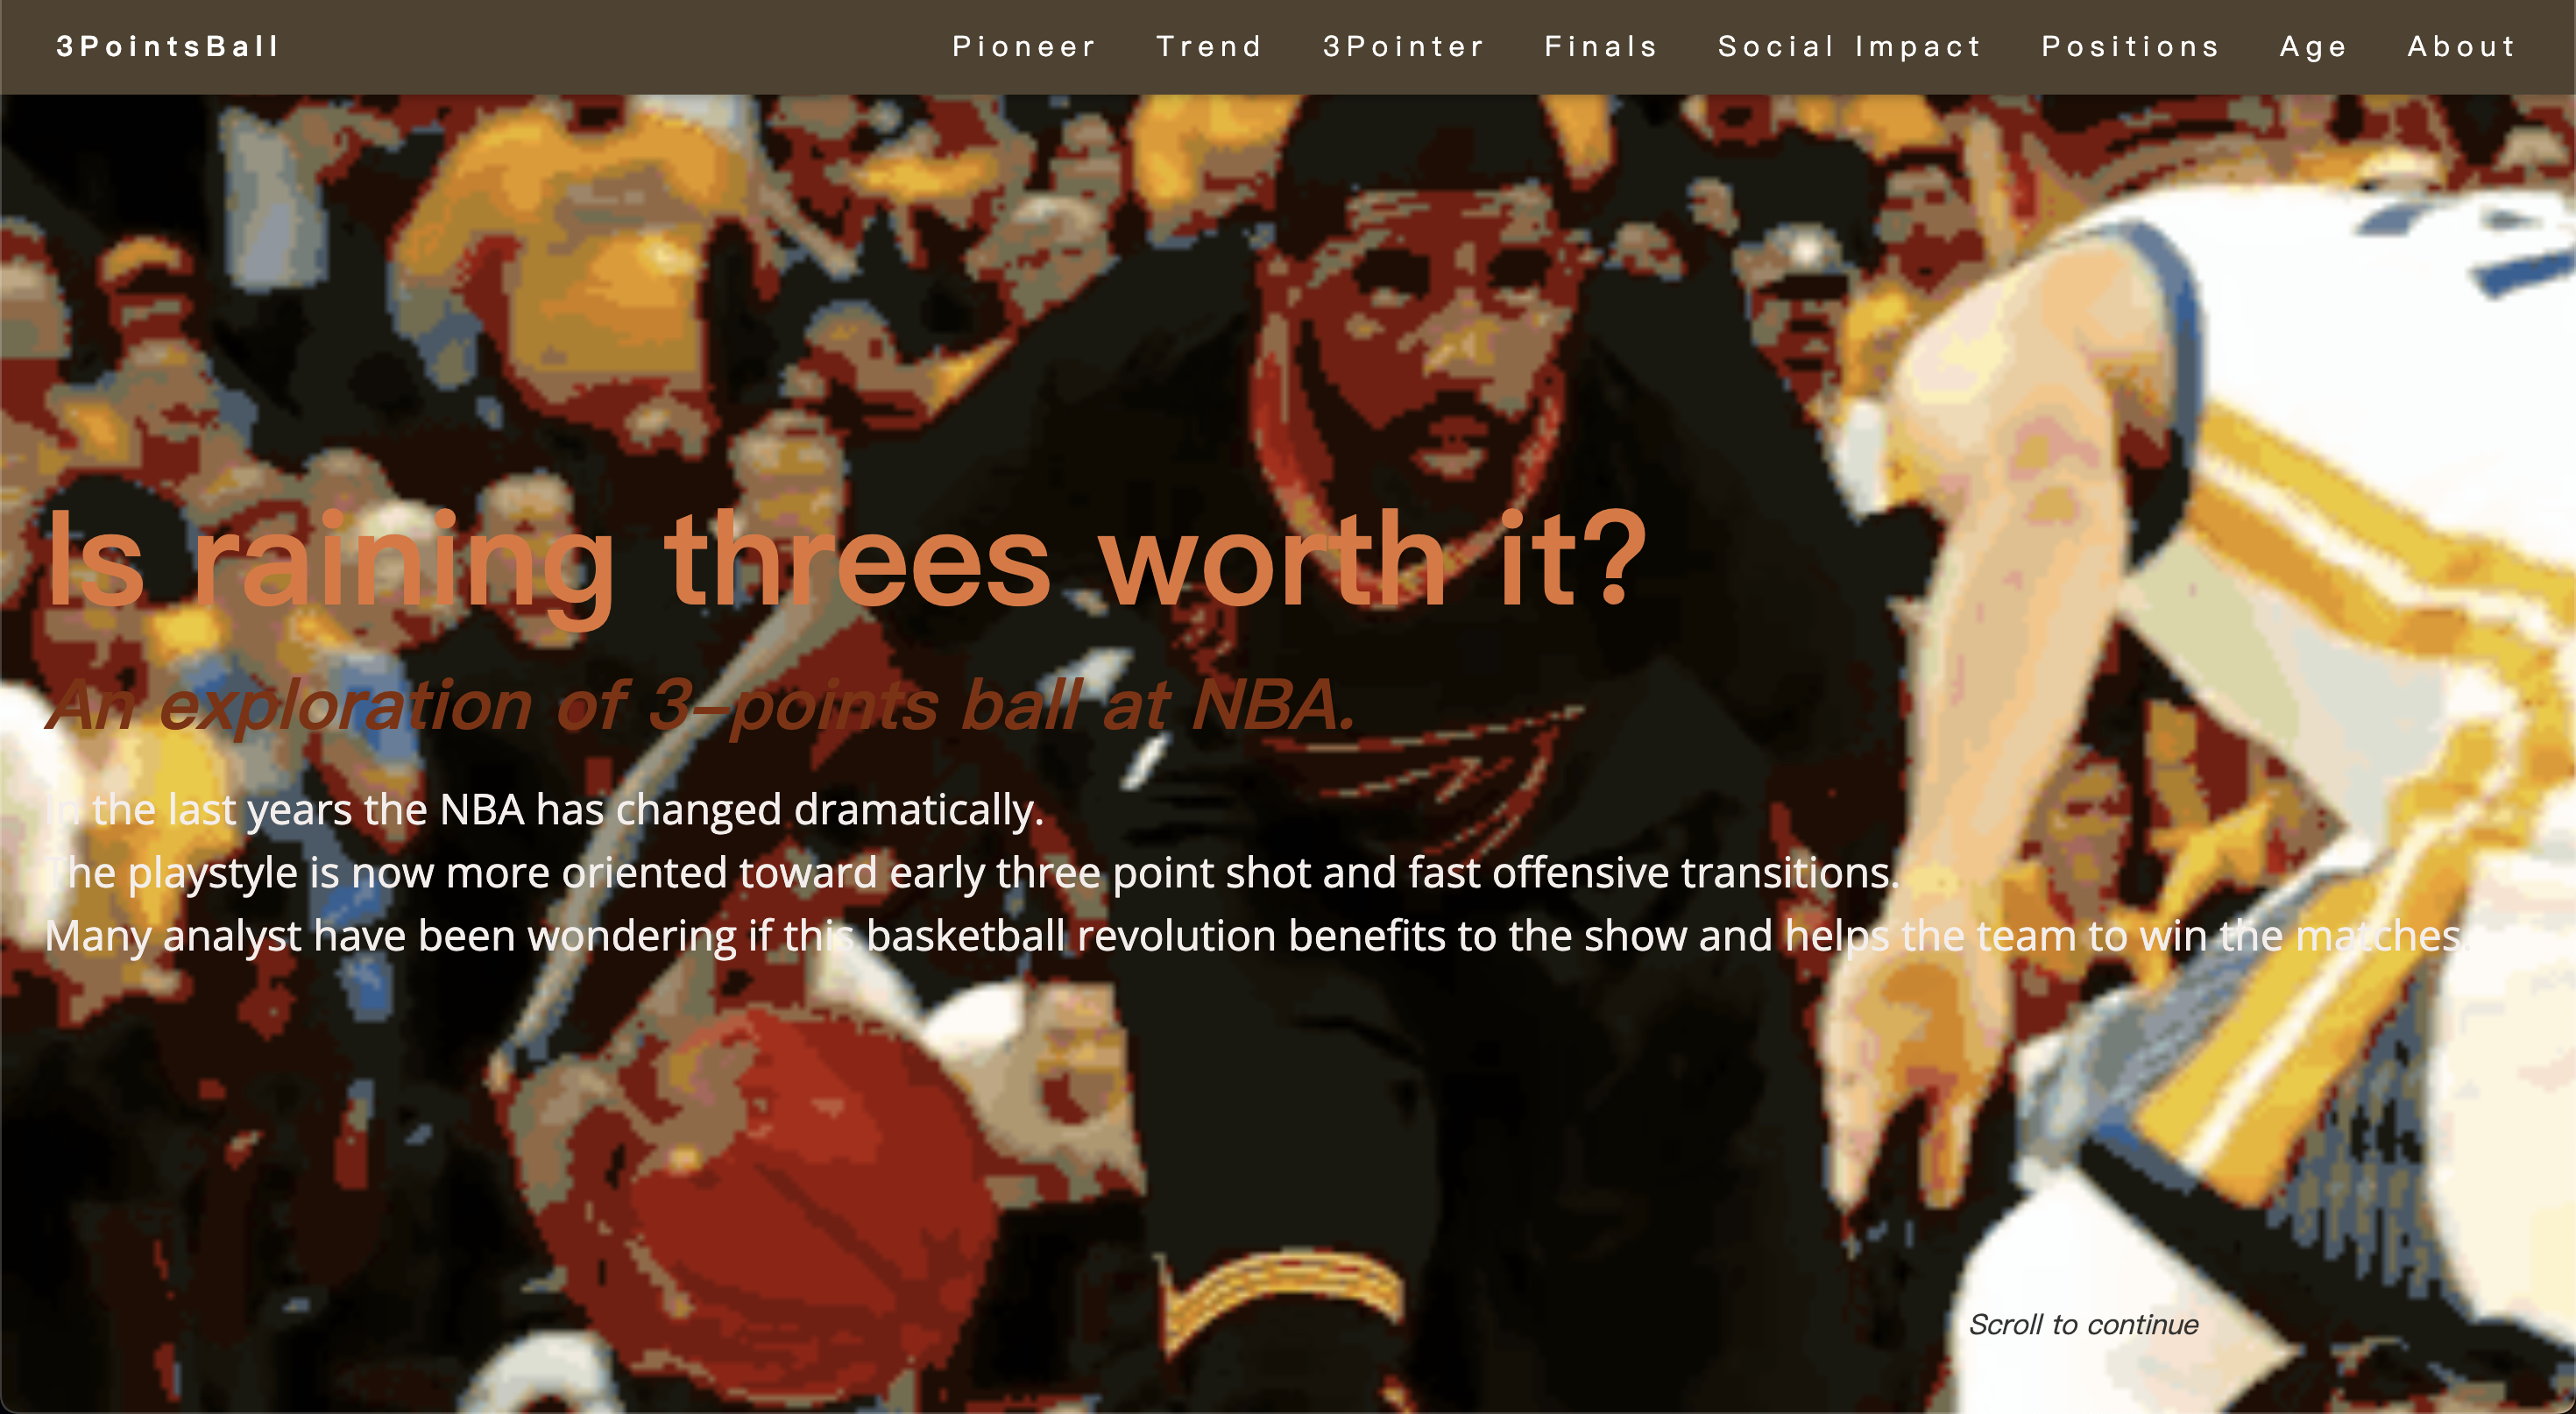 3PointsBall
Pioneer Trend 3Pointer Finals Social Impact Positions Age About
Is raining threes worth it?
An exploration of 3-points ball at NBA.
In the last years the NBA has changed dramatically.
The playstyle is now more oriented toward early three point shot and fast offensive transitions.
Many analyst have been wondering if this basketball revolution benefits to the show and helps the team to win the matches.
Scroll to continue